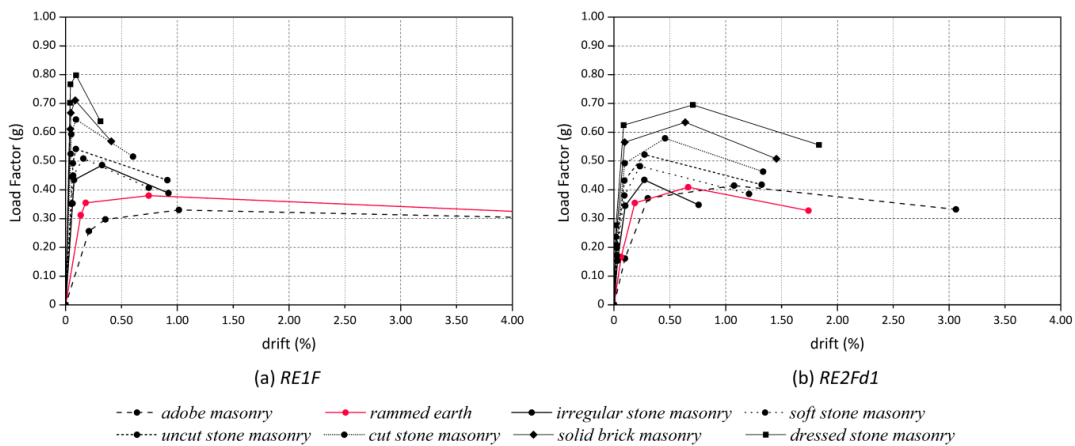 1.00
0.90
0.80
0.70
0.60
0.50
0.40
0.30
0.20
0.10
0
Load Factor (g)
0 0.50 1.00 1.50 2.00 2.50 3.00 3.50 4.00
drift (%)
(a) RE1F
1.00
0.90
0.80
0.70
0.60
0.50
0.40
0.30
0.20
0.10
0
Load Factor (g)
0 0.50 1.00 1.50 2.00 2.50 3.00 3.50 4.00
drift (%)
(b) RE2Fd1
adobe masonry rammed earth irregular stone masonry soft stone masonry
uncut stone masonry cut stone masonry solid brick masonry dressed stone masonry